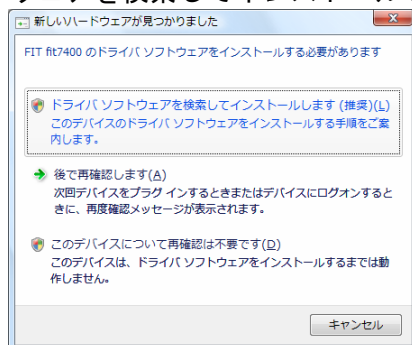 新しいハードウェアが見つかりました
FIT fit7400 のドライバ ソフトウェアをインストールする必要があります
ドライバ ソフトウェアを検索してインストールします (推奨)(L)
このデバイスのドライバ ソフトウェアをインストールする手順をご案
内します。
後で再確認します(A)
次回デバイスをプラグ インするときまたはデバイスにログオンすると
きに、再度確認メッセージが表示されます。
このデバイスについて再確認は不要です(D)
このデバイスは、ドライバ ソフトウェアをインストールするまでは動
作しません。
キャンセル